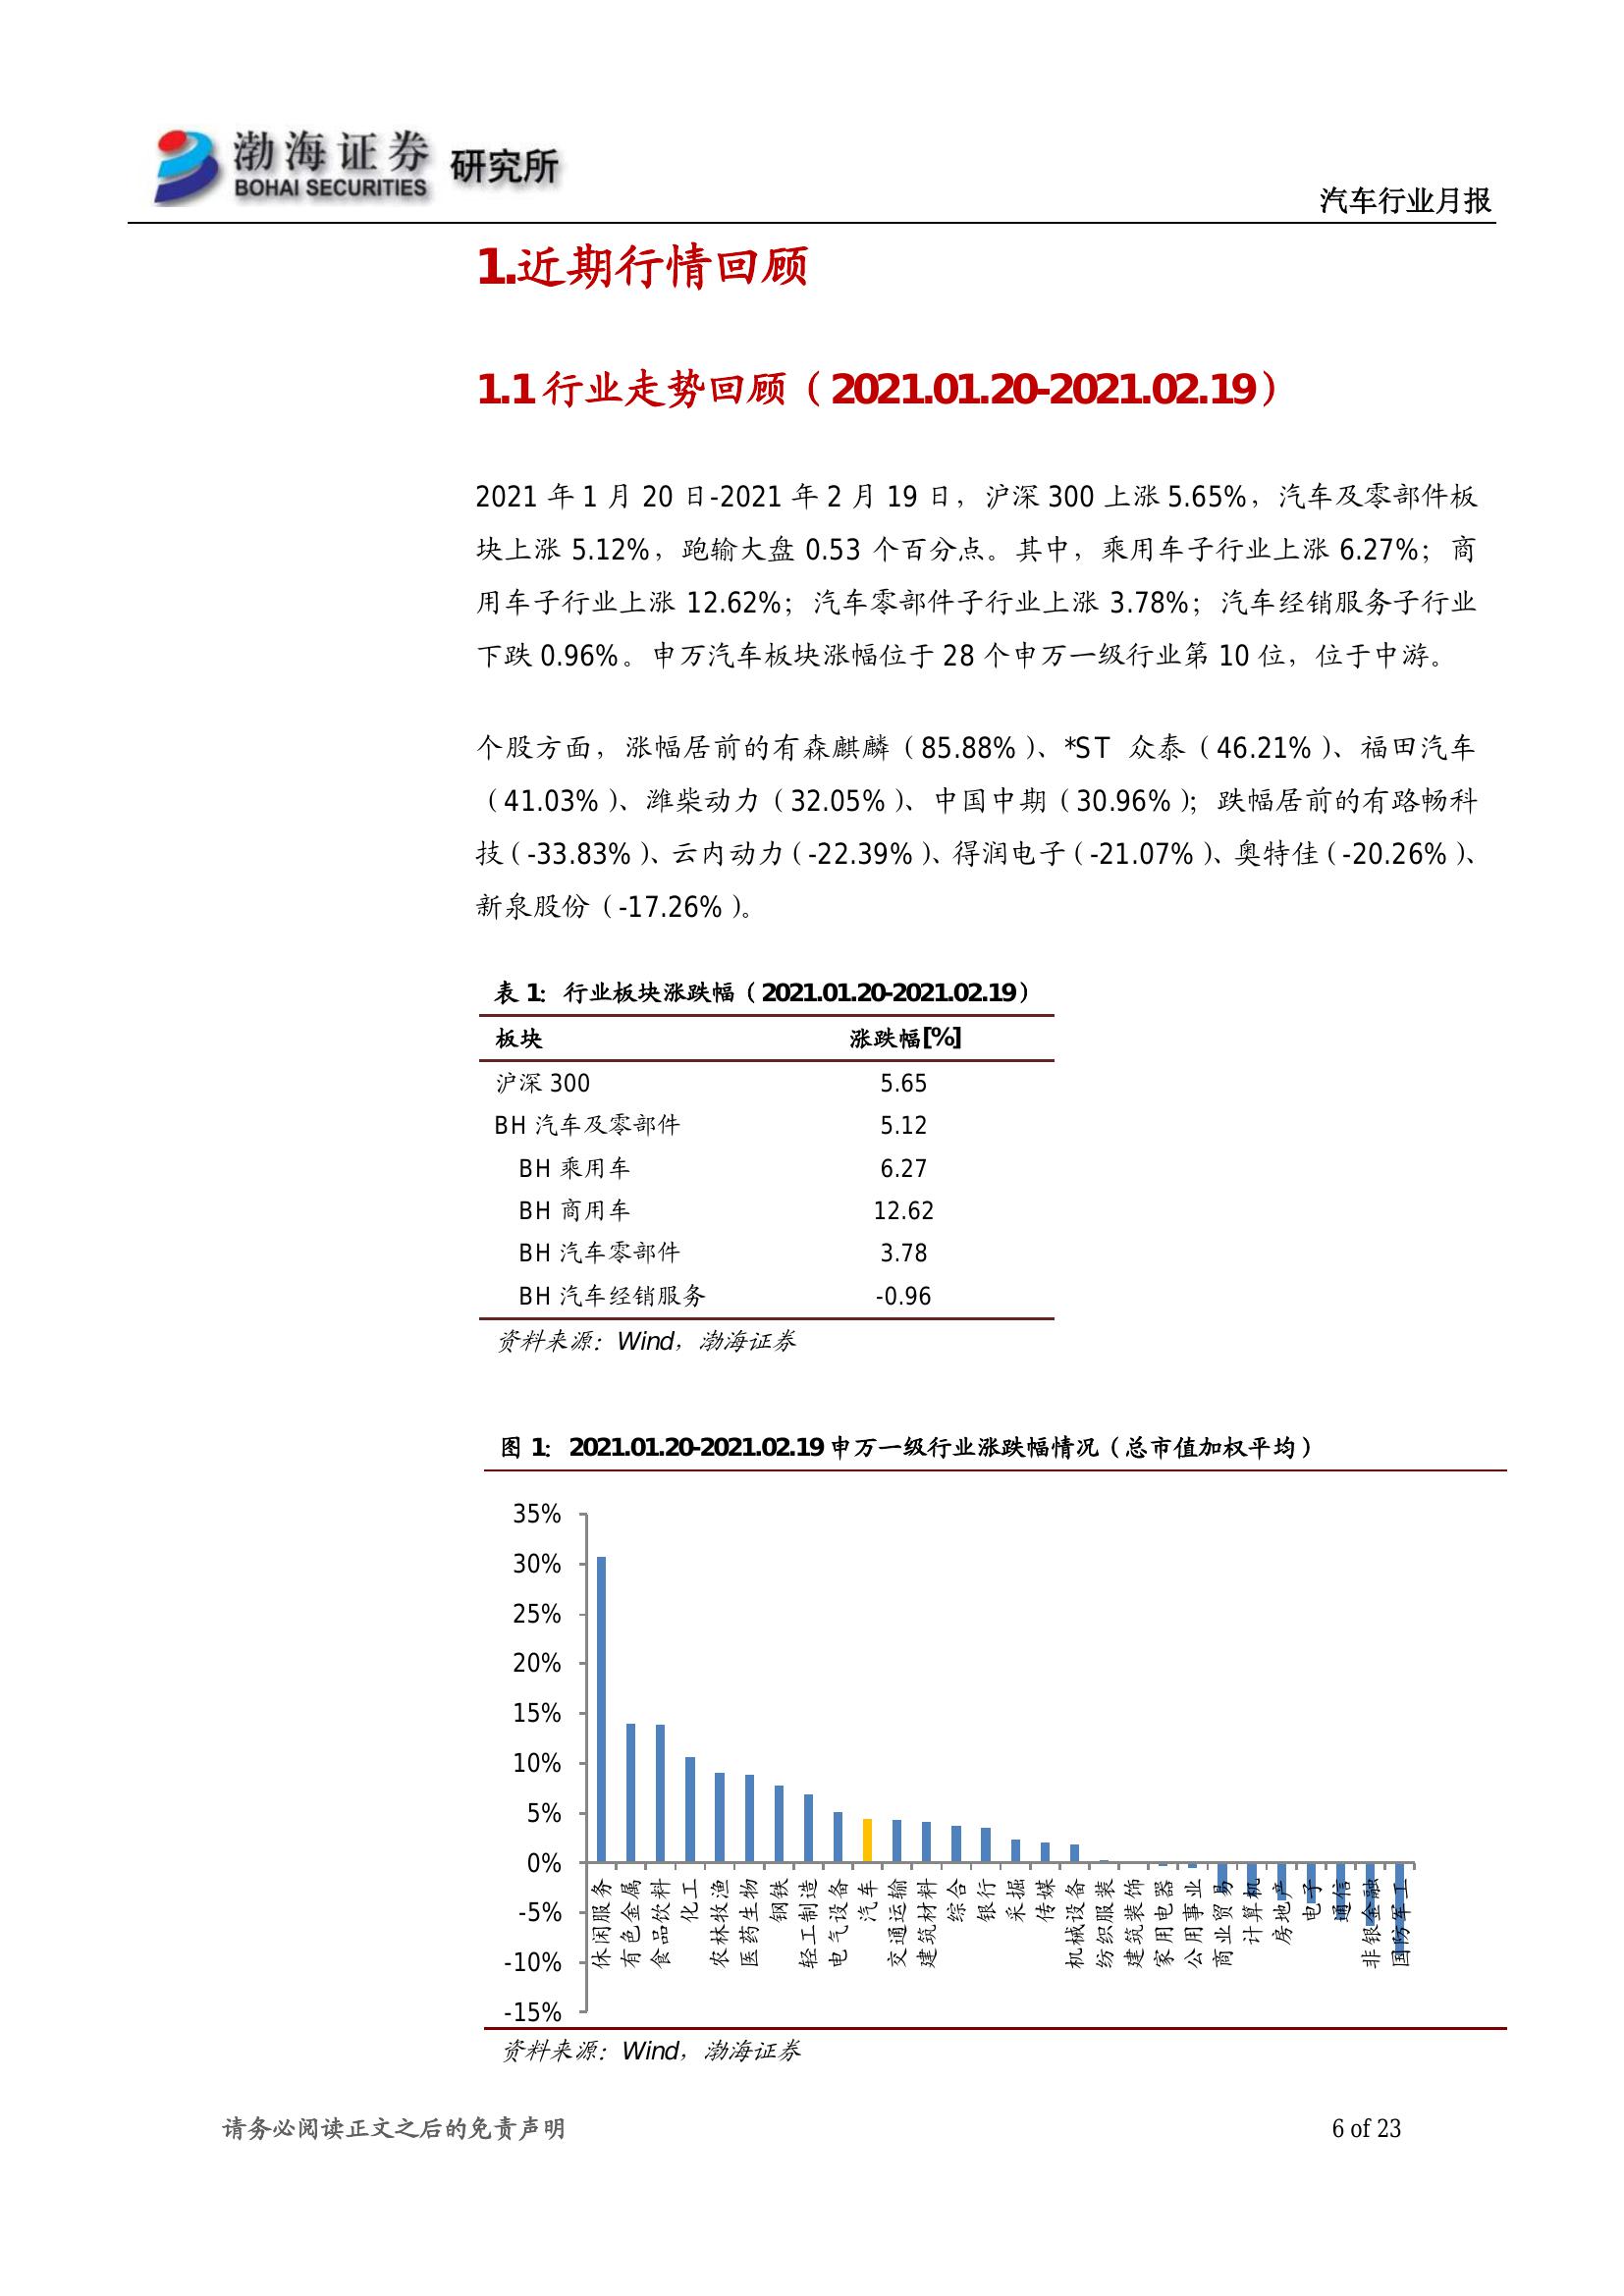 渤海证券
BOHAI SECURITIES
研究所
汽车行业月报
1.近期行情回顾
1.1 行业走势回顾（2021.01.20-2021.02.19）
2021 年 1 月 20 日-2021 年 2 月 19 日，沪深 300 上涨 5.65%，汽车及零部件板
块上涨 5.12%，跑输大盘 0.53 个百分点。其中，乘用车子行业上涨 6.27%；商
用车子行业上涨 12.62%；汽车零部件子行业上涨 3.78%；汽车经销服务子行业
下跌 0.96%。申万汽车板块涨幅位于 28 个申万一级行业第 10 位，位于中游。
个股方面，涨幅居前的有森麒麟（85.88%）、*ST 众泰（46.21%）、福田汽车
（41.03%）、潍柴动力（32.05%）、中国中期（30.96%）；跌幅居前的有路畅科
技（-33.83%）、云内动力（-22.39%）、得润电子（-21.07%）、奥特佳（-20.26%）、
新泉股份（-17.26%）。
表 1：行业板块涨跌幅（2021.01.20-2021.02.19）
板块 涨跌幅[%]
沪深 300 5.65
BH 汽车及零部件 5.12
BH 乘用车 6.27
BH 商用车 12.62
BH 汽车零部件 3.78
BH 汽车经销服务 -0.96
资料来源：Wind，渤海证券
图 1：2021.01.20-2021.02.19 申万一级行业涨跌幅情况（总市值加权平均）
35%
30%
25%
20%
15%
10%
5%
0%
-5%
-10%
-15%
休闲服务
有色金属
食品饮料
化工
农林牧渔
医药生物
钢铁
轻工制造
电气设备
汽车
交通运输
建筑材料
综合
银行
采掘
传媒
机械设备
纺织服装
建筑装饰
家用电器
公用事业
商业贸易
计算机
房地产
电子
通信
非银金融
国防军工
资料来源：Wind，渤海证券
请务必阅读正文之后的免责声明
6 of 23